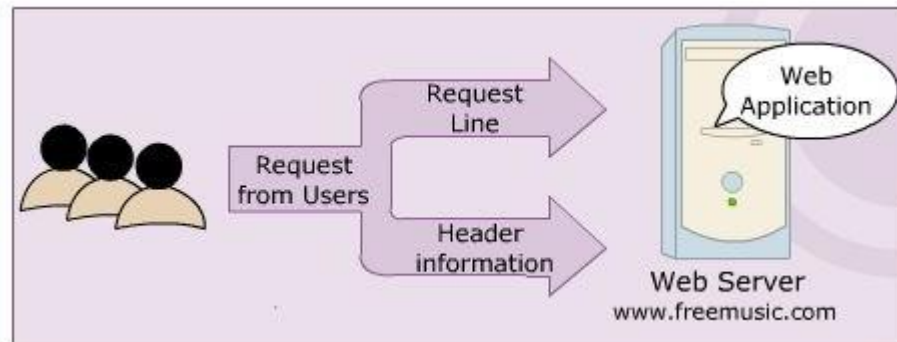 Request
from Users
Request
Line
Header
information
Web
Application
Web Server
www.freemusic.com